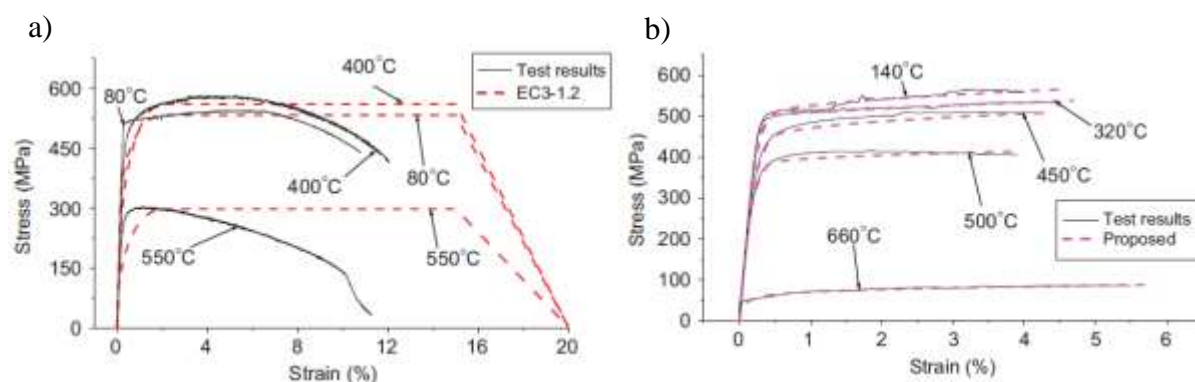 a)
b)
Stress (MPa)
600
450
300
150
0
0 4 8 12 16 20
Strain (%)
80°C
400°C
Test results
EC3-1.2
400°C
80°C
550°C
550°C
Stress (MPa)
600
500
400
300
200
100
0
0 1 2 3 4 5 6
Strain (%)
140°C
320°C
450°C
500°C
660°C
Test results
Proposed